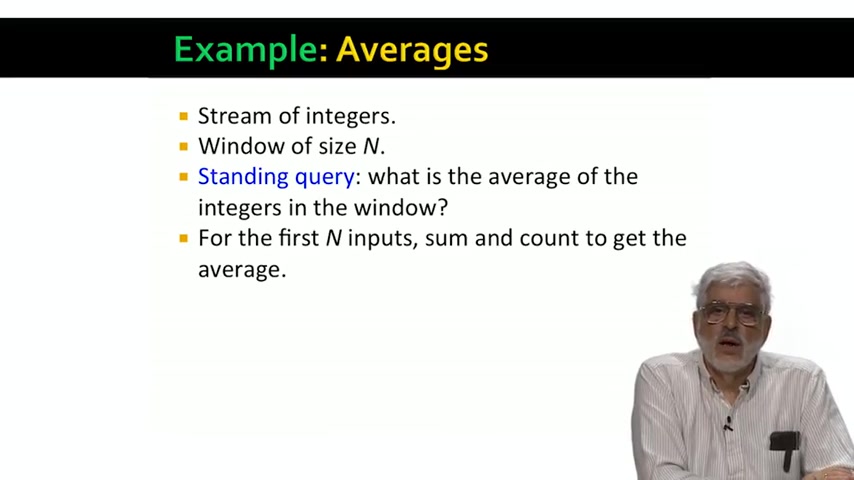 Example: Averages
Stream of integers.
Window of size N.
Standing query: what is the average of the
integers in the window?
For the first N inputs, sum and count to get the
average.